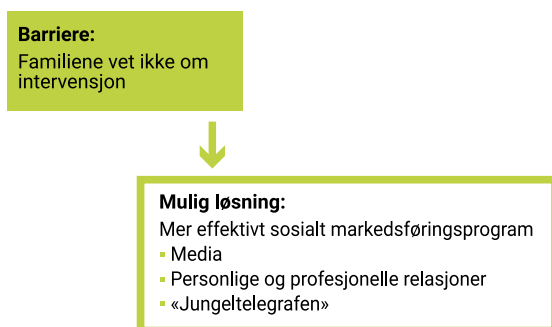 Barriere:
Familiene vet ikke om
intervensjon
Mulig løsning:
Mer effektivt sosialt markedsføringsprogram
▪ Media
▪ Personlige og profesjonelle relasjoner
▪ «Jungeltelegrafen»